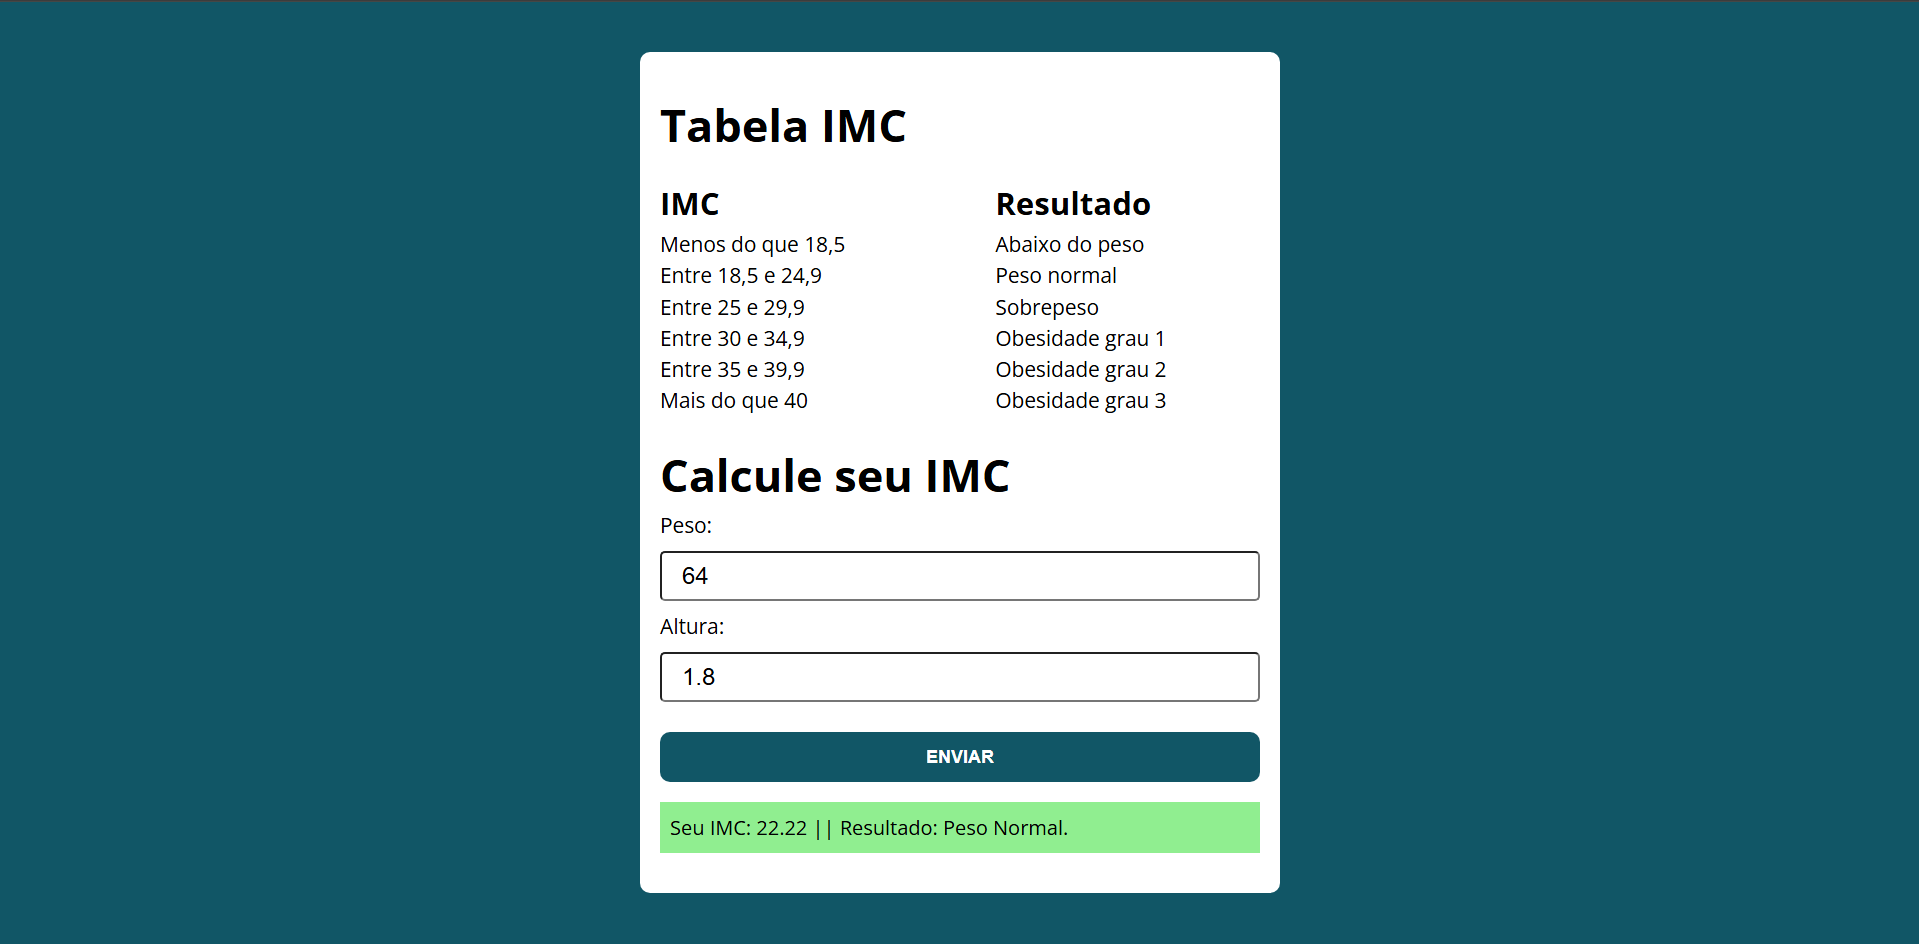 Tabela IMC
IMC Resultado
Menos do que 18,5 Abaixo do peso
Entre 18,5 e 24,9 Peso normal
Entre 25 e 29,9 Sobrepeso
Entre 30 e 34,9 Obesidade grau 1
Entre 35 e 39,9 Obesidade grau 2
Mais do que 40 Obesidade grau 3
Calcule seu IMC
Peso:
64
Altura:
1.8
ENVIAR
Seu IMC: 22.22 || Resultado: Peso Normal.